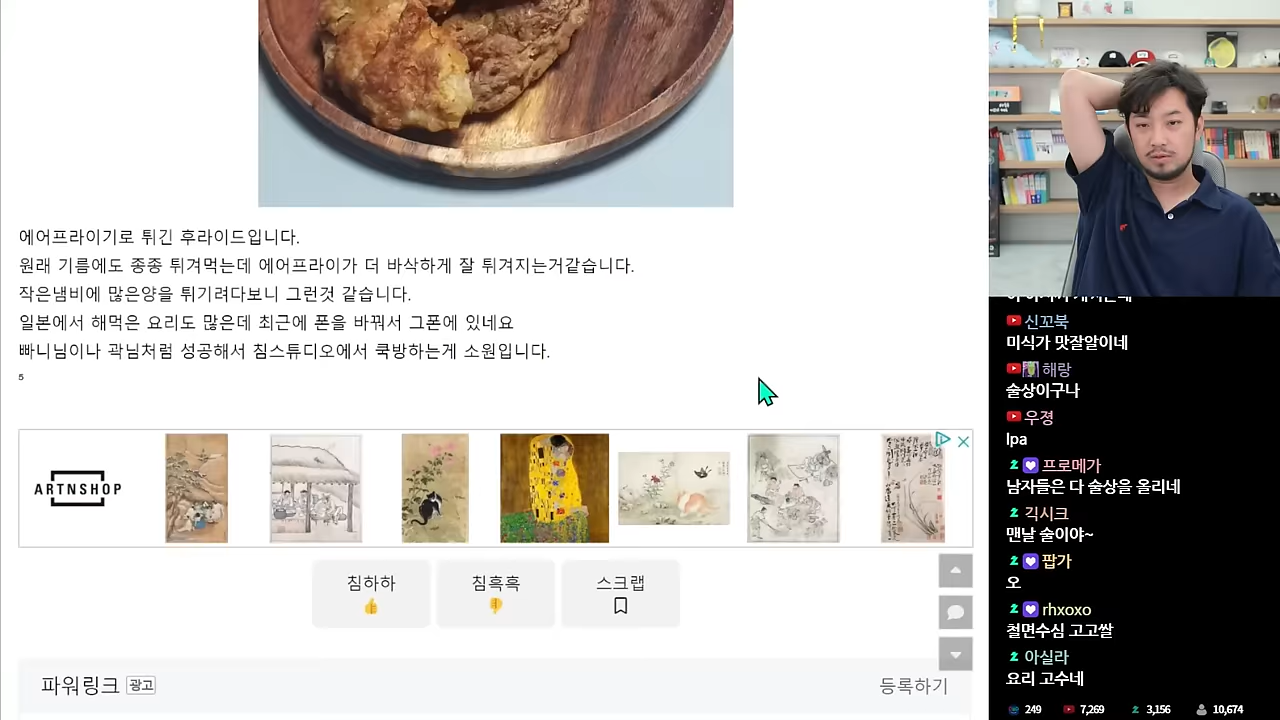 에어프라이기로 튀긴 후라이드입니다.
원래 기름에도 종종 튀겨먹는데 에어프라이가 더 바삭하게 잘 튀겨지는거같습니다.
작은냄비에 많은양을 튀기려다보니 그런것 같습니다.
일본에서 해먹은 요리도 많은데 최근에 폰을 바꿔서 그폰에 있네요
빠니님이나 곽님처럼 성공해서 침스튜디오에서 쿡방하는게 소원입니다.
5
ARTNSHOP
침하하
침흑흑
스크랩
파워링크 광고
등록하기
신꼬북
미식가 맛잘알이네
해랑
술상이구나
우졍
프로메가
남자들은 다 술상을 올리네
긱시크
맨날 술이야~
팝가
오
rhxoxo
철면수심 고고쌀
아실라
요리 고수네
249 7,269 3,156 10,674